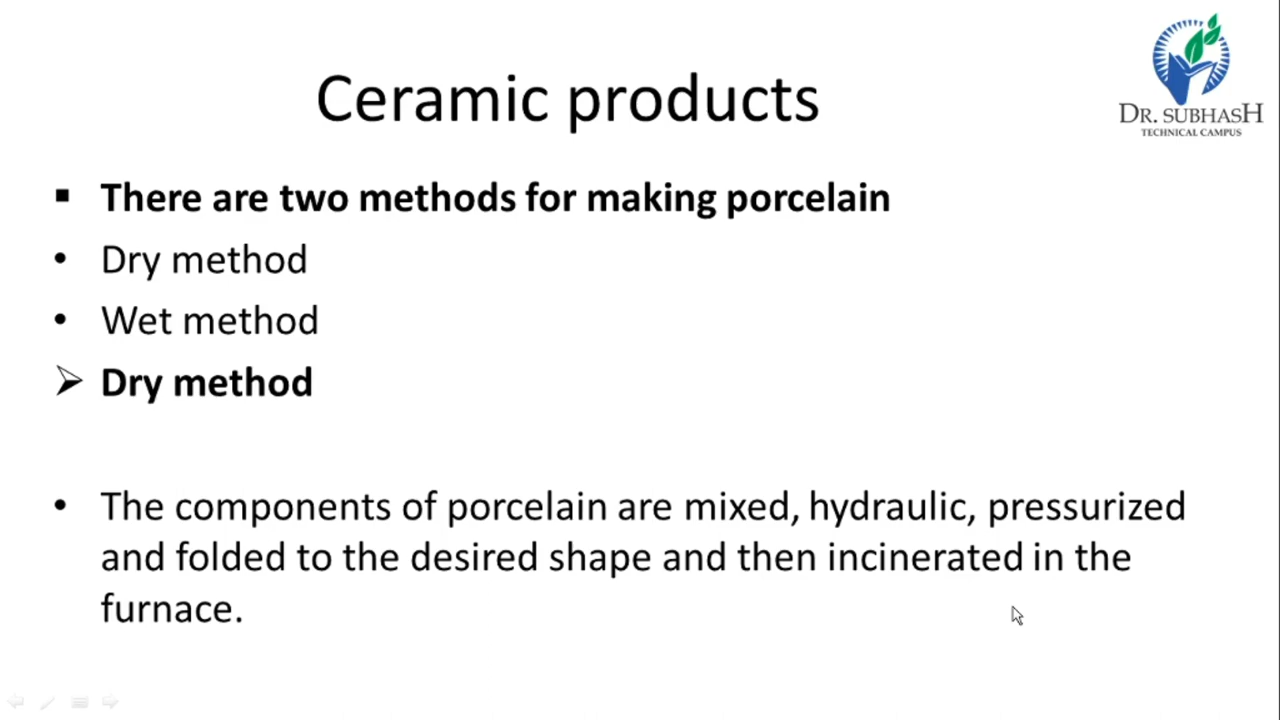 DR. SUBHASH
TECHNICAL CAMPUS
Ceramic products
▪ There are two methods for making porcelain
• Dry method
• Wet method
➢ Dry method
• The components of porcelain are mixed, hydraulic, pressurized
and folded to the desired shape and then incinerated in the
furnace.